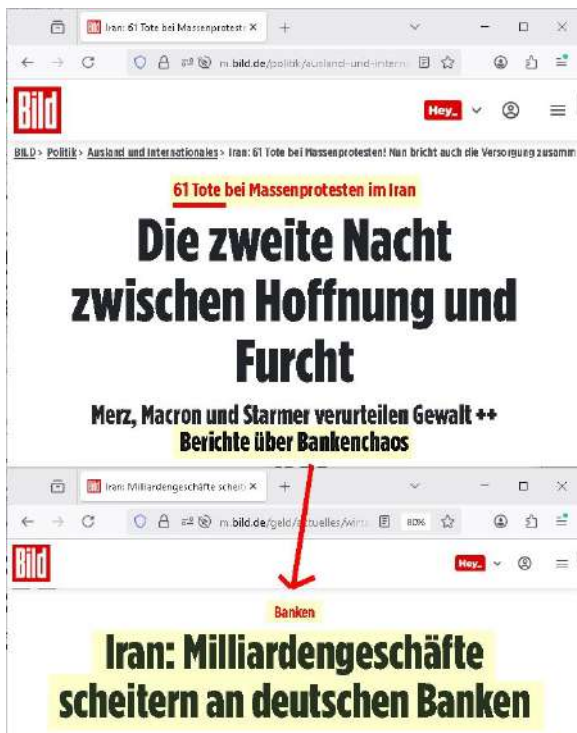 Iran: 61 Tote bei Massenprotest
m.bild.de/politik/ausland-und-intern
Bild
Hey_
BILD > Politik > Ausland und Internationales > Iran: 61 Tote bei Massenprotesten! Nun bricht auch die Versorgung zusamm
61 Tote bei Massenprotesten im Iran
Die zweite Nacht
zwischen Hoffnung und
Furcht
Merz, Macron und Starmer verurteilen Gewalt ++
Berichte über Bankenchaos
Iran: Milliardengeschäfte scheit
m.bild.de/geld/aktuelles/wirts
80%
Bild
Hey_
Banken
Iran: Milliardengeschäfte
scheitern an deutschen Banken